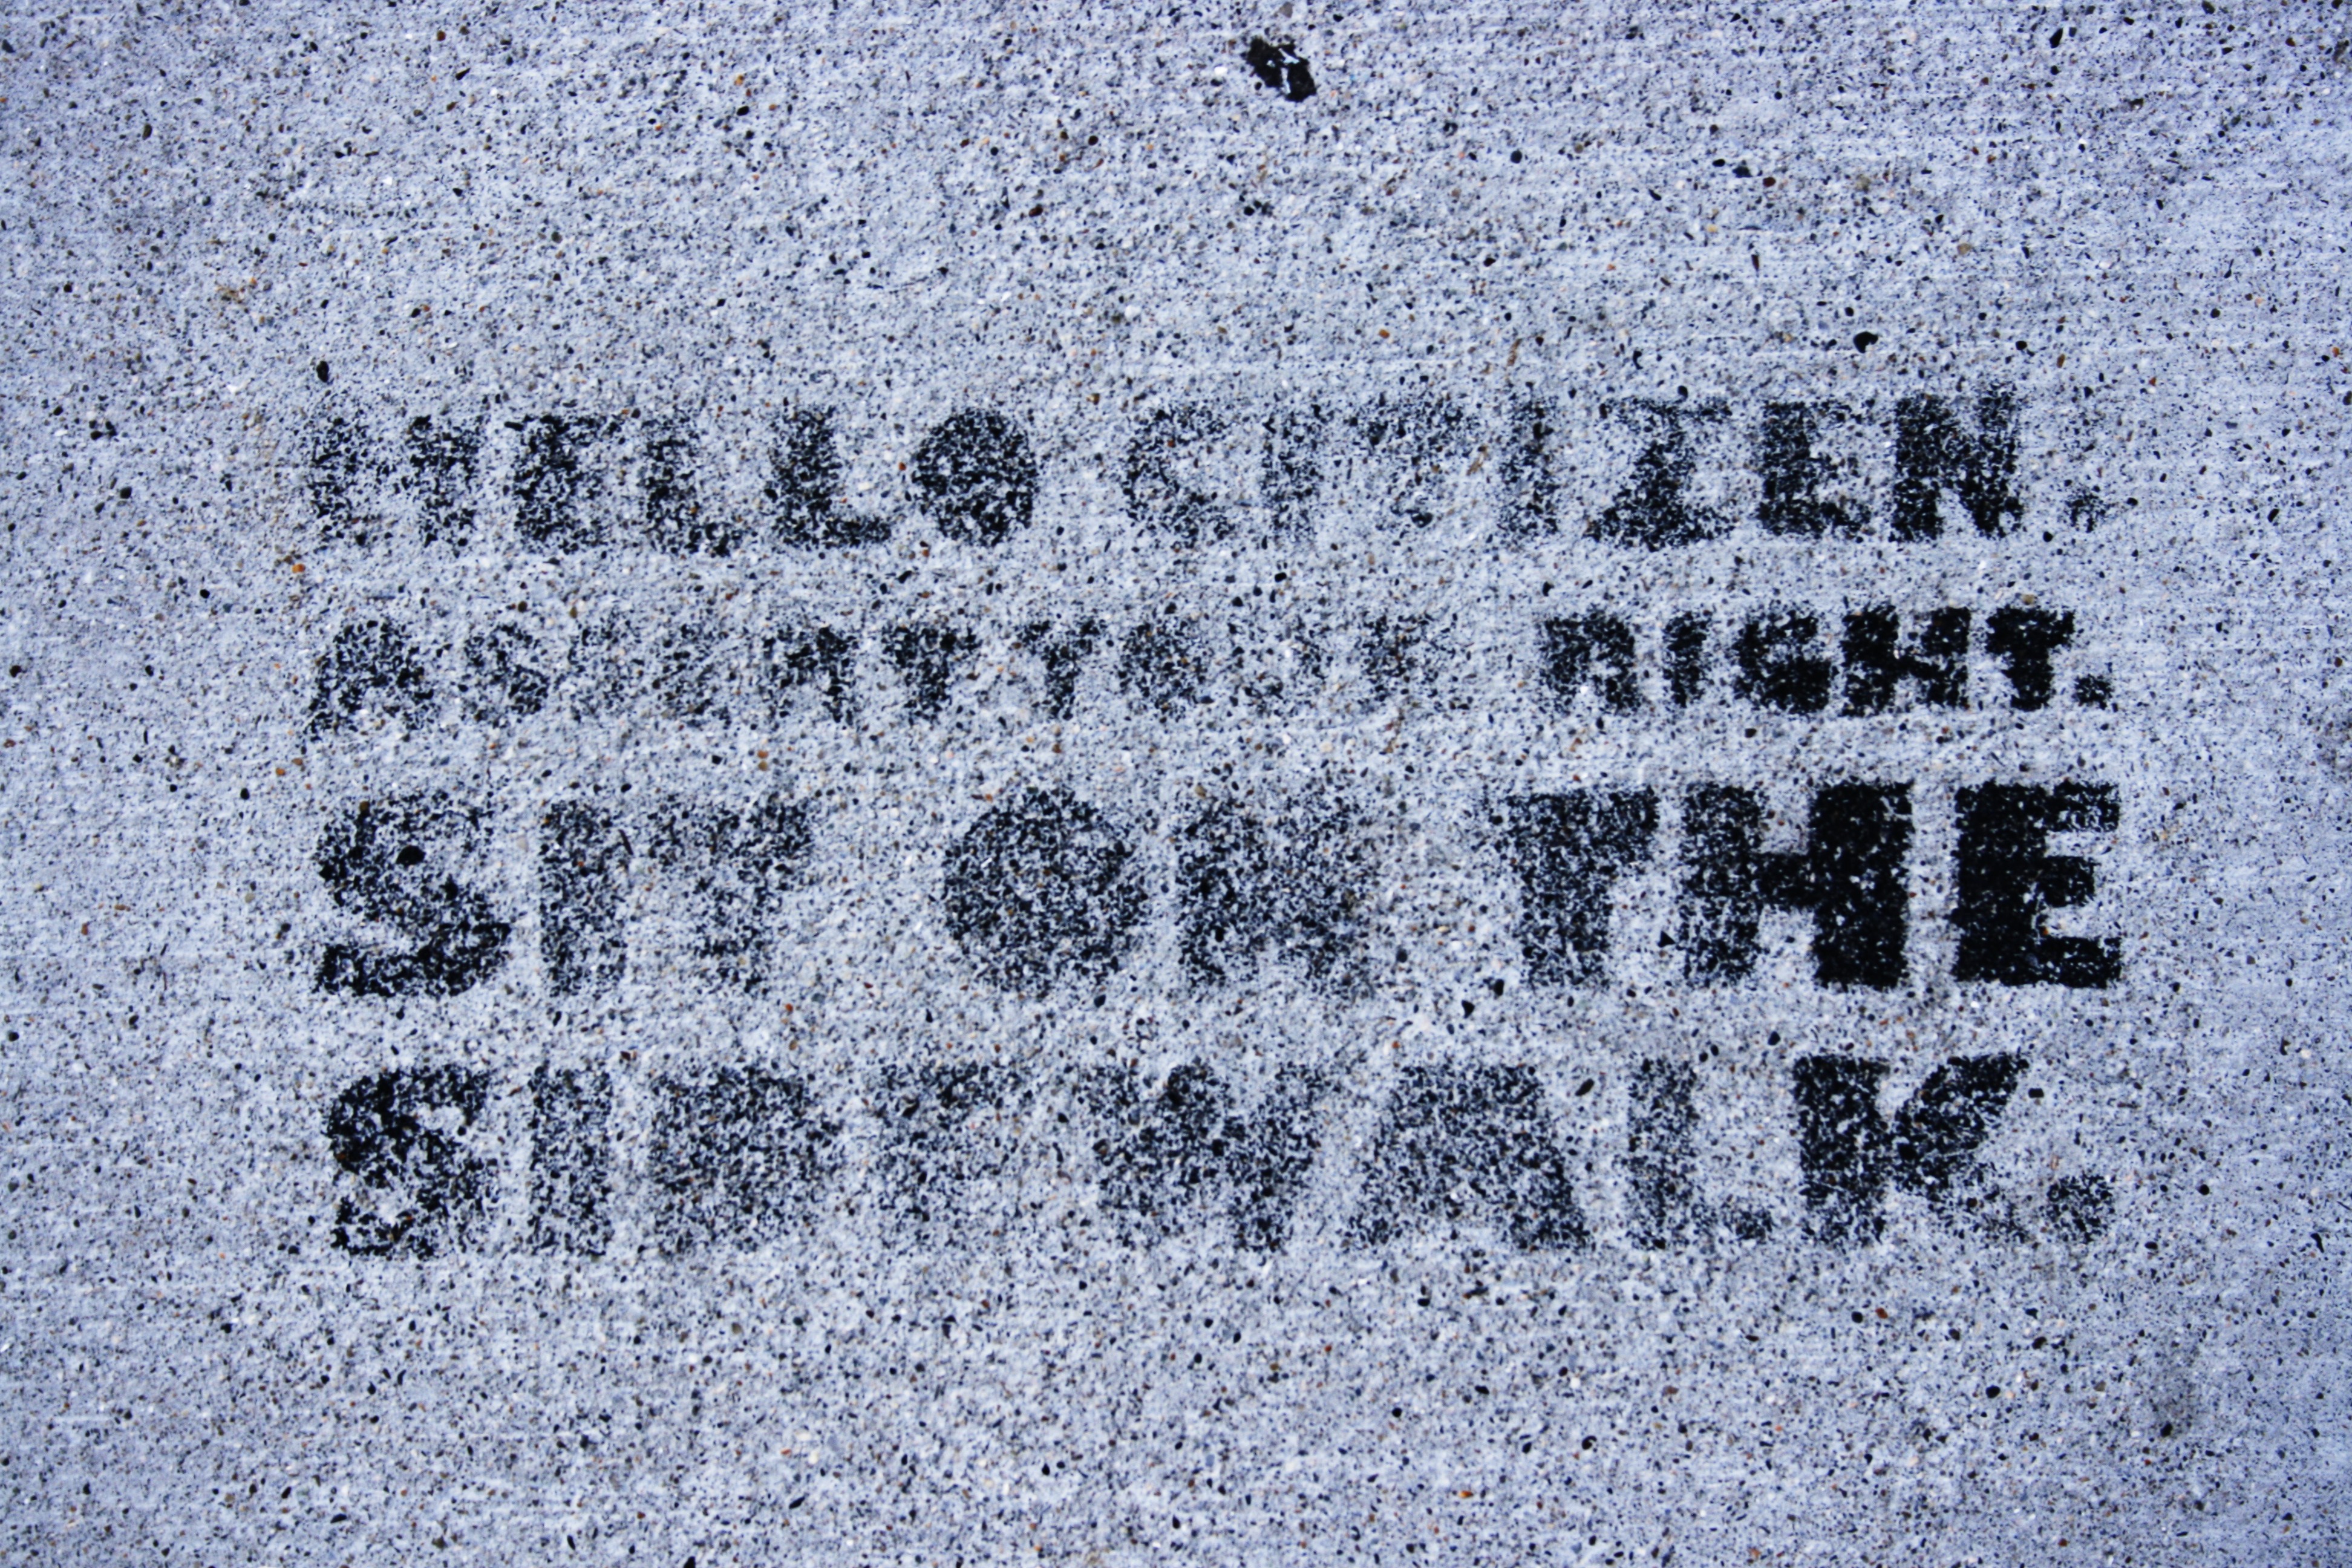 HELLO CITIZEN.
ASSERT YOUR RIGHT.
SIT ON THE
SIDEWALK.